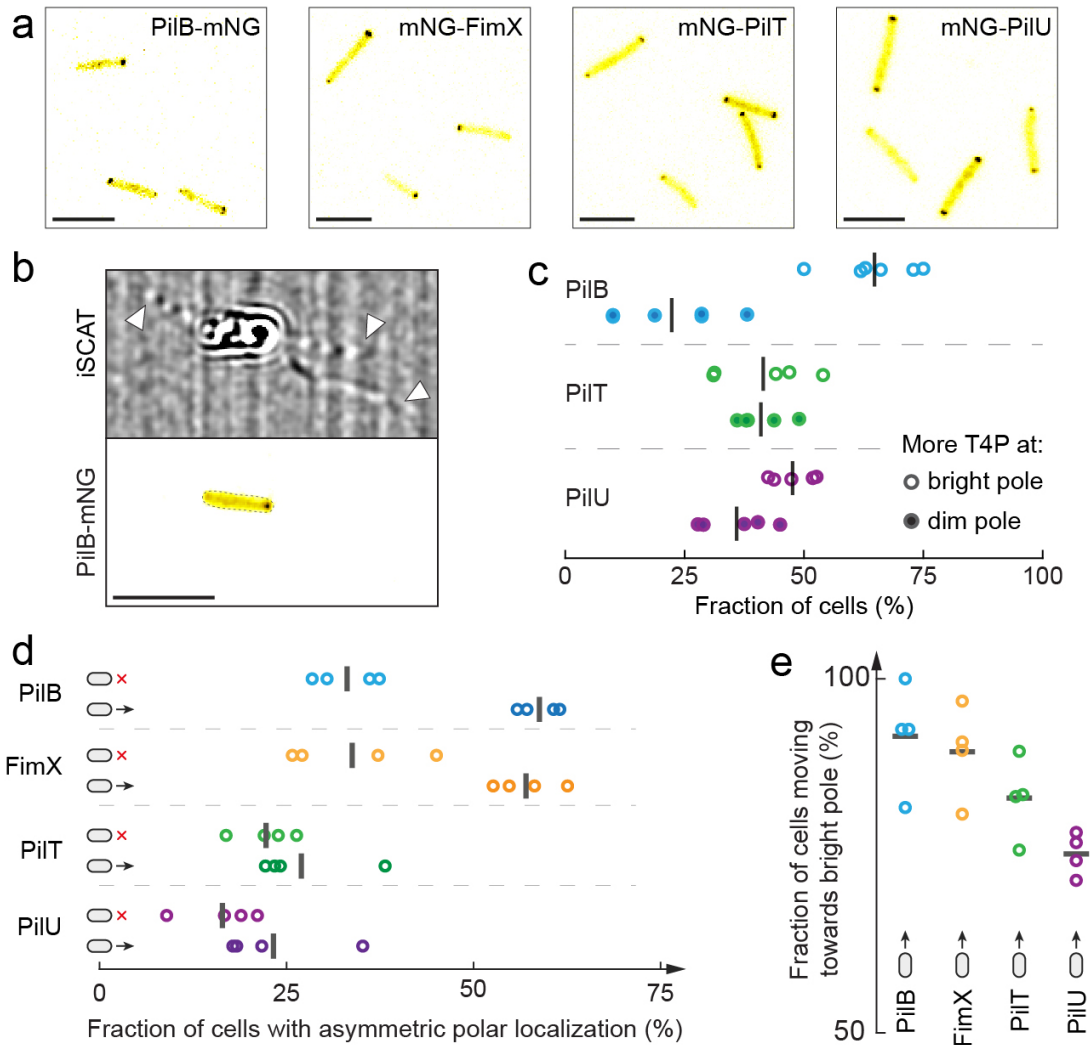 a
PilB-mNG
mNG-FimX
mNG-PilT
mNG-PilU
b
iSCAT
PilB-mNG
c
PilB
PilT
PilU
More T4P at:
bright pole
dim pole
0 25 50 75 100
Fraction of cells (%)
d
PilB
FimX
PilT
PilU
0 25 50 75
Fraction of cells with asymmetric polar localization (%)
e
Fraction of cells moving
towards bright pole (%)
100
50
PilB
FimX
PilT
PilU